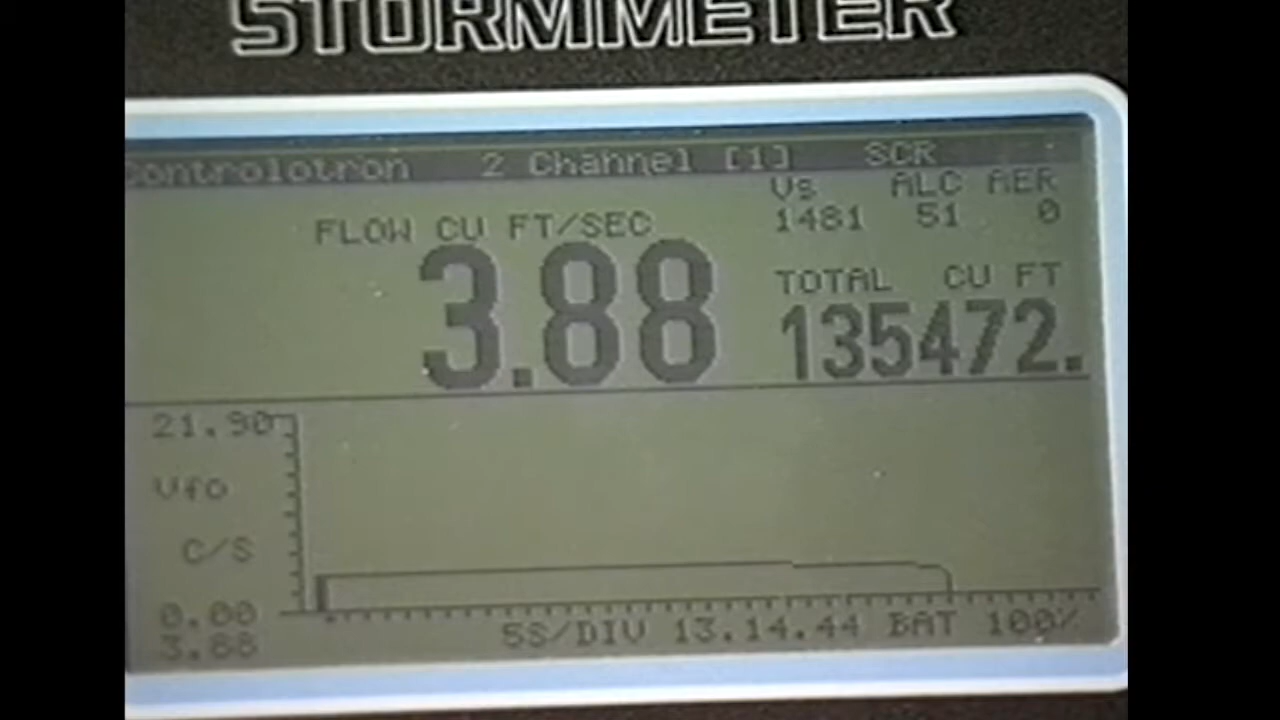 STORMMETER
Controlotron 2 Channel [1] SCR
Vs ALC AER
1481 51 0
FLOW CU FT/SEC
3.88
TOTAL CU FT
135472.
21.90
Vfo
C/S
0.00
3.88
5S/DIV 13.14.44 BAT 100%